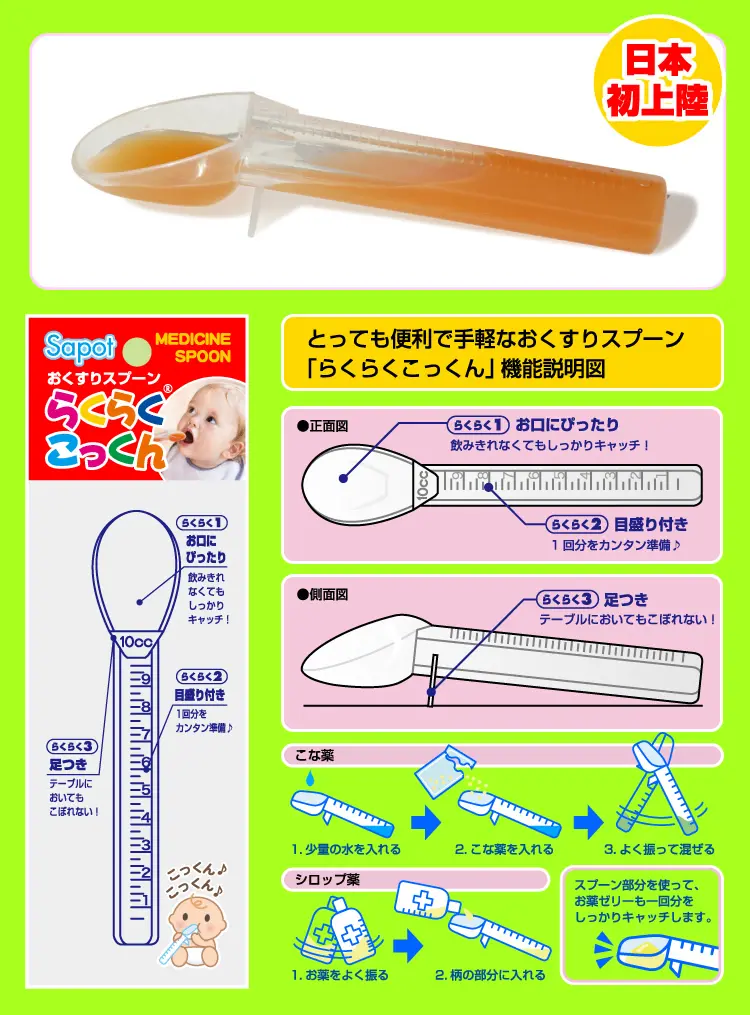 日本
初上陸
Sapot
MEDICINE
SPOON
おくすりスプーン
らくらく®
こっくん
らくらく1
お口に
ぴったり
飲みきれ
なくても
しっかり
キャッチ!
10cc
9
8
7
6
5
4
3
2
1
らくらく2
目盛り付き
1回分を
カンタン準備♪
らくらく3
足つき
テーブルに
おいても
こぼれない!
こっくん♪
こっくん♪
とっても便利で手軽なおくすりスプーン
「らくらくこっくん」機能説明図
●正面図
らくらく1 お口にぴったり
飲みきれなくてもしっかりキャッチ!
10cc 9 8 7 6 5 4 3 2 1
らくらく2 目盛り付き
1回分をカンタン準備♪
●側面図
らくらく3 足つき
テーブルにおいてもこぼれない!
こな薬
1. 少量の水を入れる
2. こな薬を入れる
3. よく振って混ぜる
シロップ薬
1. お薬をよく振る
2. 柄の部分に入れる
スプーン部分を使って、
お薬ゼリーも一回分を
しっかりキャッチします。